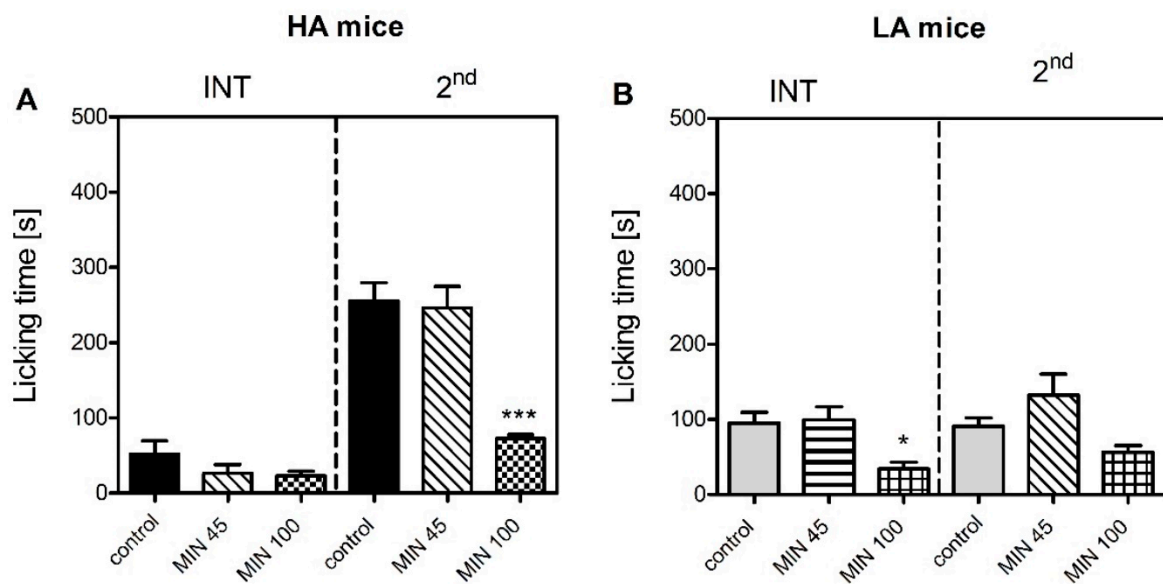 HA mice
LA mice
A
INT
2nd
Licking time [s]
500
400
300
200
100
0
***
control
MIN 45
MIN 100
control
MIN 45
MIN 100
B
INT
2nd
Licking time [s]
500
400
300
200
100
0
*
control
MIN 45
MIN 100
control
MIN 45
MIN 100